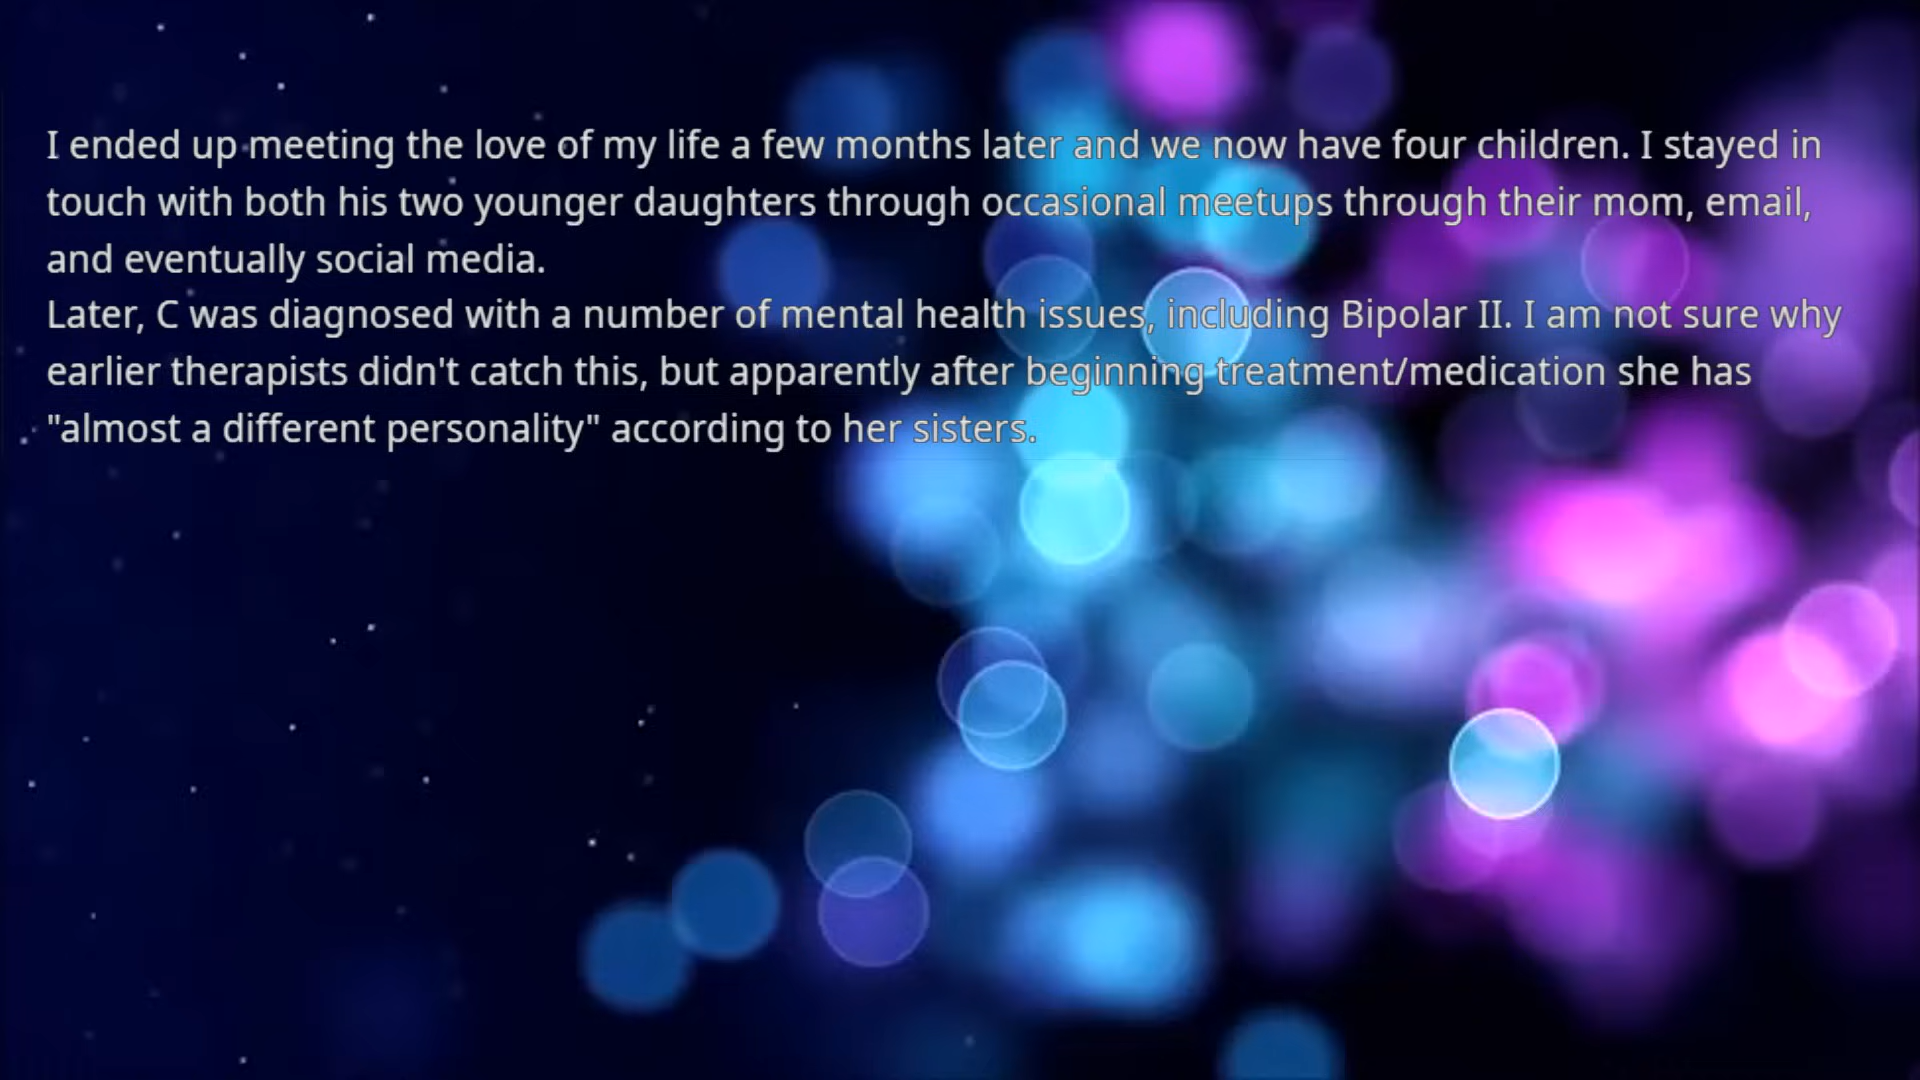 I ended up meeting the love of my life a few months later and we now have four children. I stayed in
touch with both his two younger daughters through occasional meetups through their mom, email,
and eventually social media.
Later, C was diagnosed with a number of mental health issues, including Bipolar II. I am not sure why
earlier therapists didn't catch this, but apparently after beginning treatment/medication she has
"almost a different personality" according to her sisters.